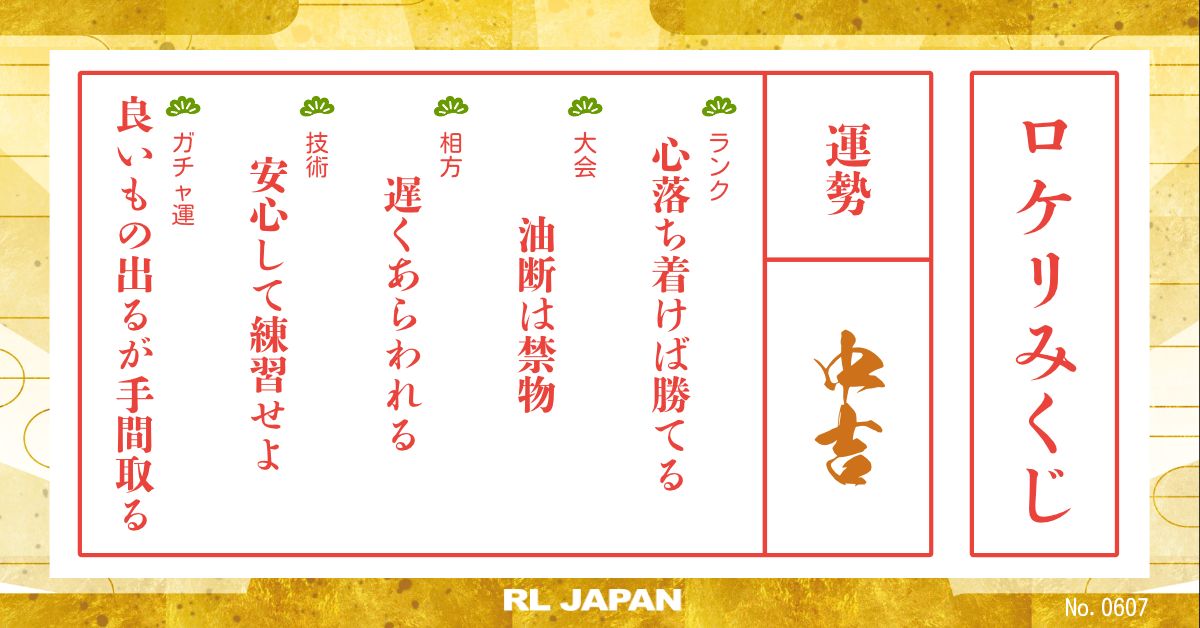 ロケリみくじ
運勢
中吉
ランク
心落ち着けば勝てる
大会
油断は禁物
相方
遅くあらわれる
技術
安心して練習せよ
ガチャ運
良いもの出るが手間取る
RL JAPAN
No. 0607